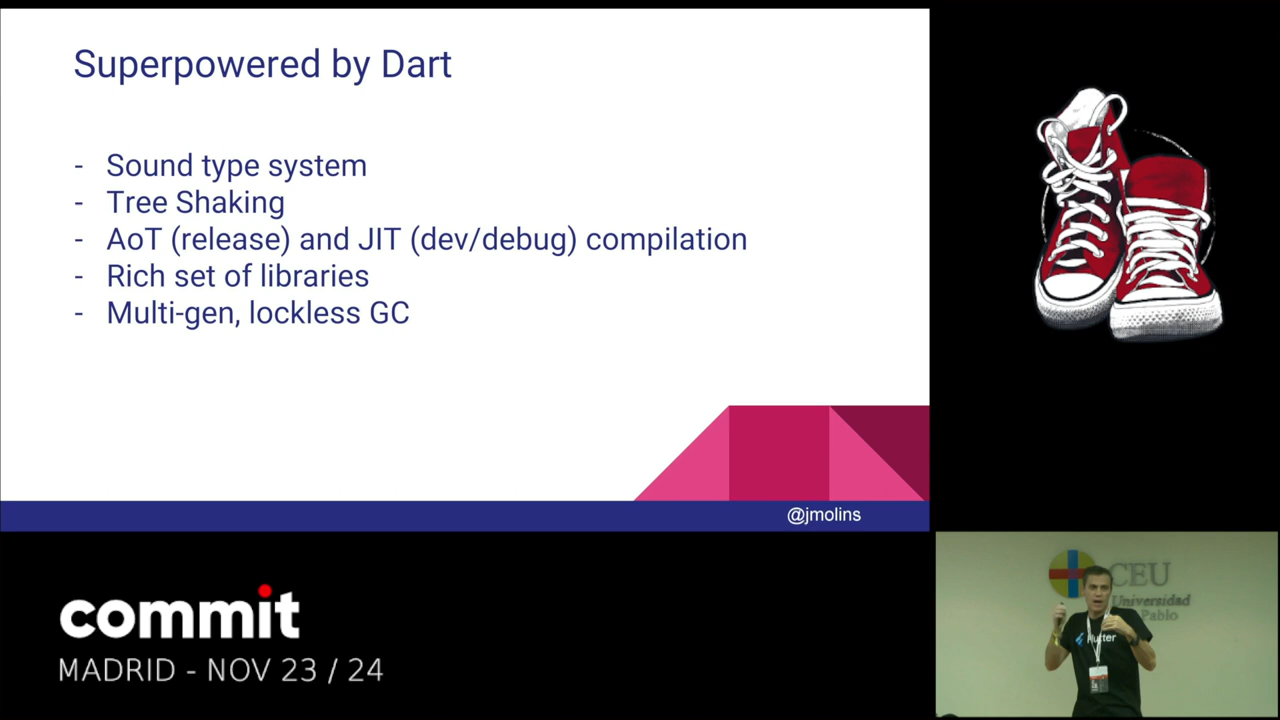 Superpowered by Dart
- Sound type system
- Tree Shaking
- AoT (release) and JIT (dev/debug) compilation
- Rich set of libraries
- Multi-gen, lockless GC
@jmolins
commit
MADRID - NOV 23 / 24
CEU
Universidad
Pablo
Flutter